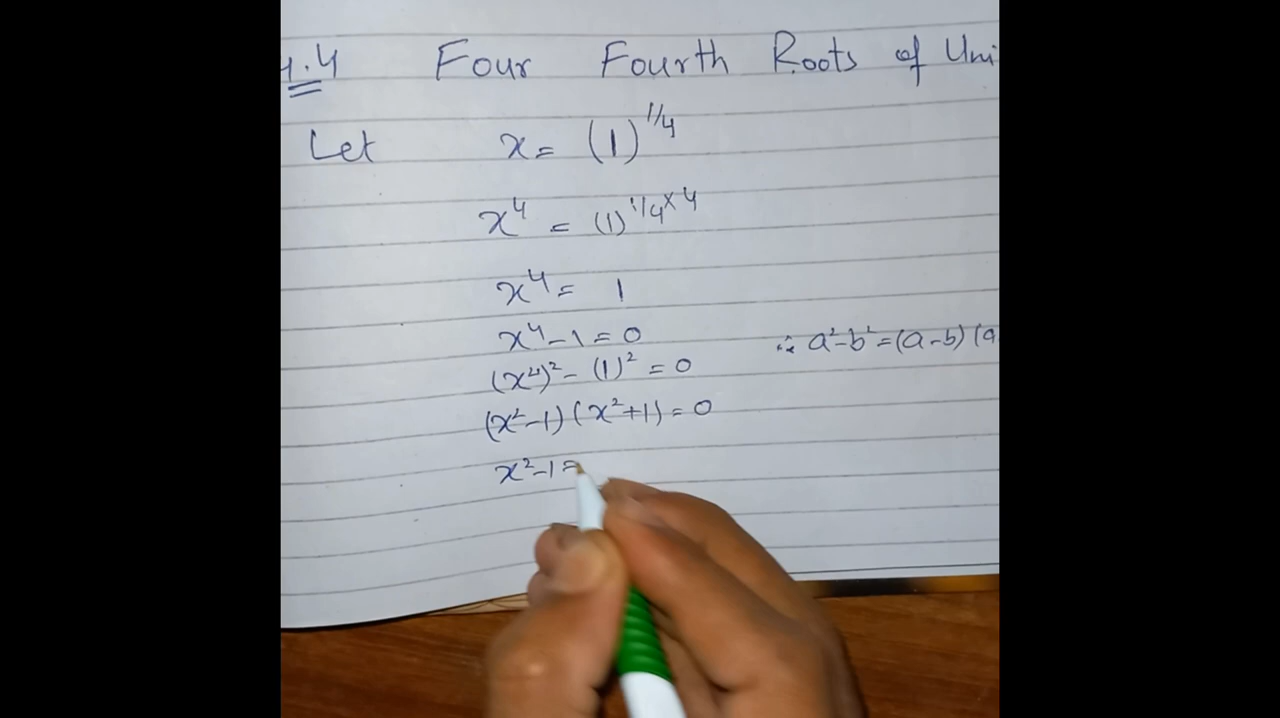 4.4 Four Fourth Roots of Uni
Let x = (1)^1/4
x^4 = (1)^1/4×4
x^4 = 1
x^4 - 1 = 0
(x^2)^2 - (1)^2 = 0 ∴ a^2-b^2=(a-b)(a
(x^2-1)(x^2+1)=0
x^2-1=